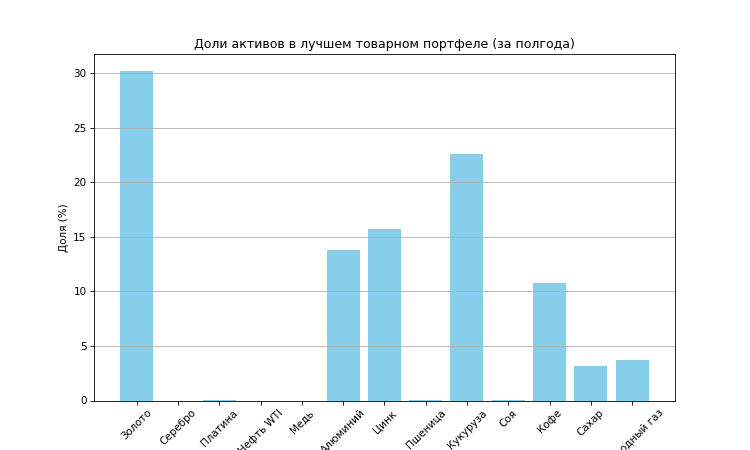 Доли активов в лучшем товарном портфеле (за полгода)
Доля (%)
30
25
20
15
10
5
0
Золото
Серебро
Платина
Нефть WTI
Медь
Алюминий
Цинк
Пшеница
Кукуруза
Соя
Кофе
Сахар
газ